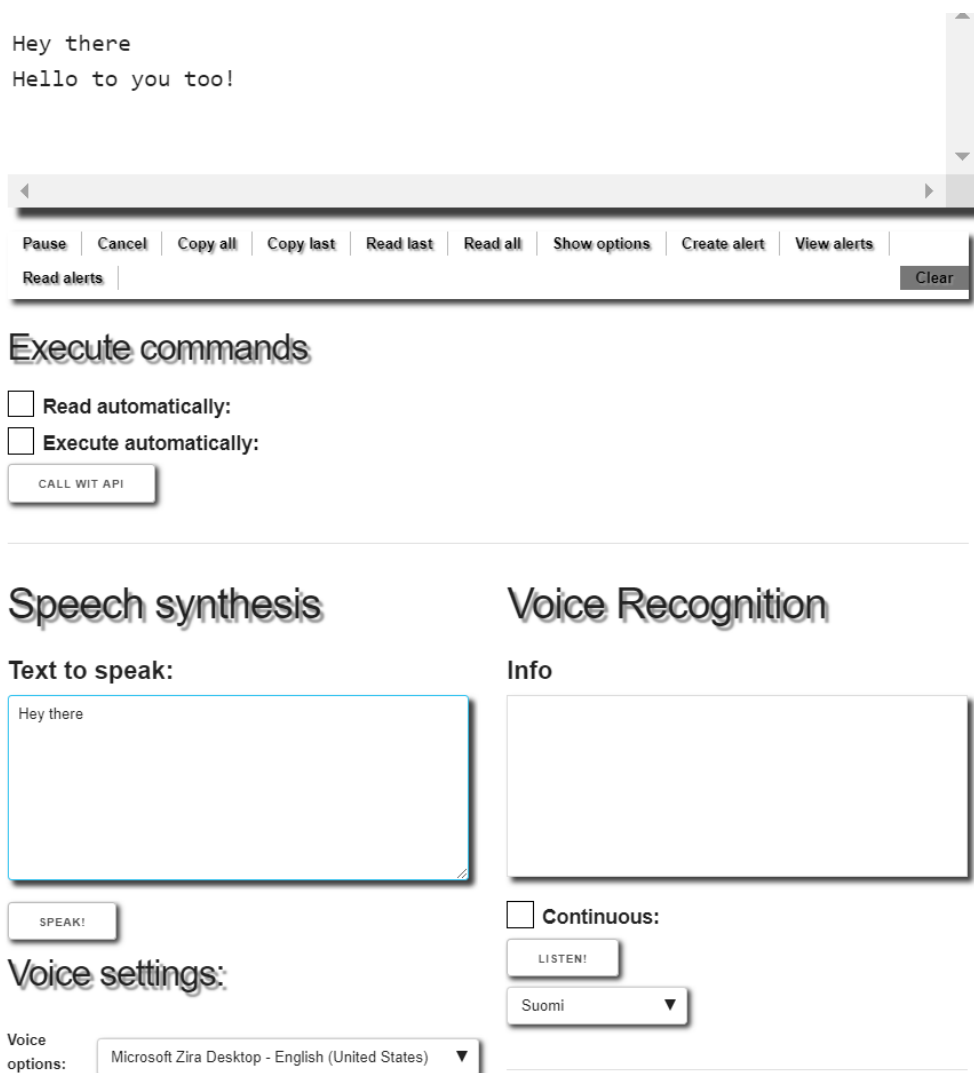 Hey there
Hello to you too!
Pause Cancel Copy all Copy last Read last Read all Show options Create alert View alerts
Read alerts Clear
Execute commands
Read automatically:
Execute automatically:
CALL WIT API
Speech synthesis
Text to speak:
Hey there
SPEAK!
Voice settings:
Voice
options:
Microsoft Zira Desktop - English (United States)
Voice Recognition
Info
Continuous:
LISTEN!
Suomi